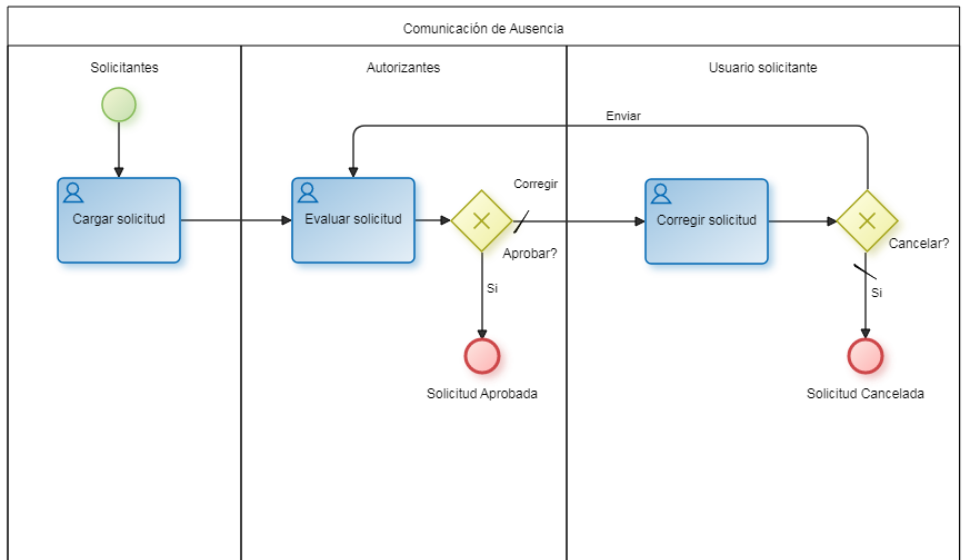 Comunicación de Ausencia
Solicitantes
Autorizantes
Usuario solicitante
Enviar
Cargar solicitud
Evaluar solicitud
Corregir
Aprobar?
Corregir solicitud
Cancelar?
Si
Si
Solicitud Aprobada
Solicitud Cancelada